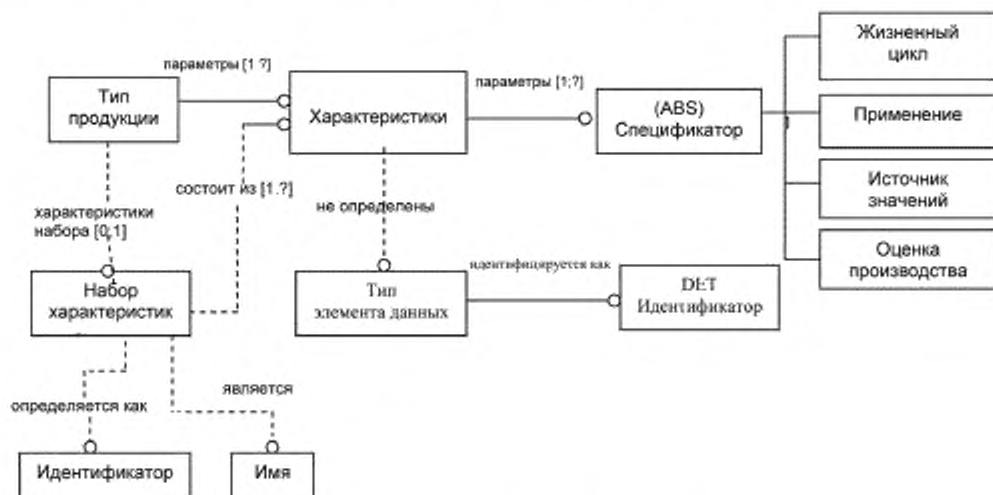 Жизненный
цикл
параметры [1 ?]
параметры [1;?]
Тип
продукции
Характеристики
(ABS)
Спецификатор
Применение
состоит из [1.?]
не определены
Источник
значений
характеристики
набора [0;1]
идентифицируется как
Оценка
производства
Набор
характеристик
Тип
элемента данных
DET
Идентификатор
является
определяется как
Идентификатор
Имя